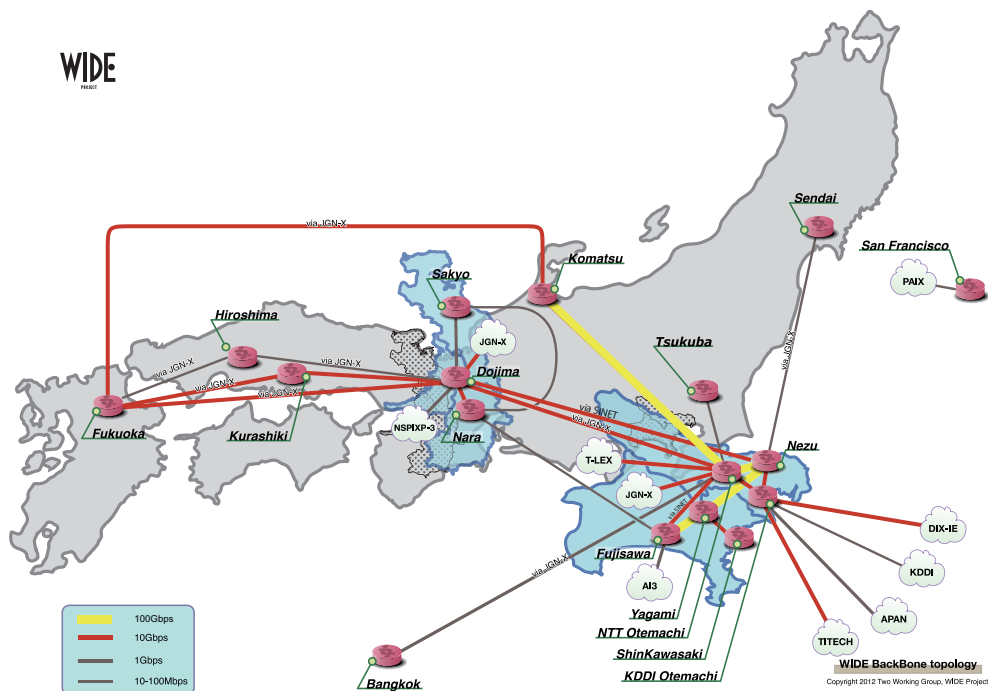 WIDE
PROJECT
Sendai
San Francisco
PAIX
via JGN-X
Komatsu
Sakyo
Hiroshima
JGN-X
Tsukuba
via JGN-X
via JGN-X
Dojima
via JGN-X
via JGN-X
via JGN-X
via SINET
via JGN-X
Fukuoka
Kurashiki
NSPIXP-3
Nara
Nezu
T-LEX
JGN-X
via SINET
DIX-IE
Fujisawa
via JGN-X
KDDI
AI3
Yagami
APAN
NTT Otemachi
TITECH
ShinKawasaki
KDDI Otemachi
Bangkok
100Gbps
10Gbps
1Gbps
10-100Mbps
WIDE BackBone topology
Copyright 2012 Two Working Group, WIDE Project